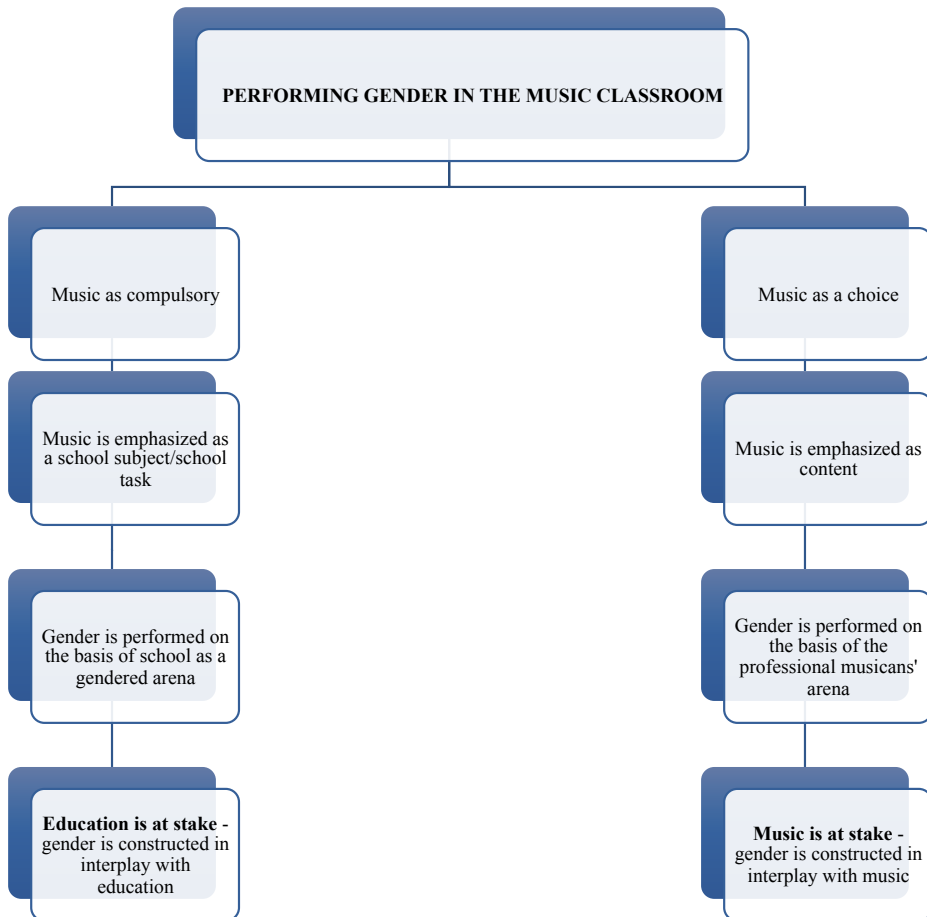 PERFORMING GENDER IN THE MUSIC CLASSROOM
Music as compulsory
Music as a choice
Music is emphasized as
a school subject/school
task
Music is emphasized as
content
Gender is performed on
the basis of school as a
gendered arena
Gender is performed on
the basis of the
professional musicans'
arena
Education is at stake -
gender is constructed in
interplay with
education
Music is at stake -
gender is constructed in
interplay with music